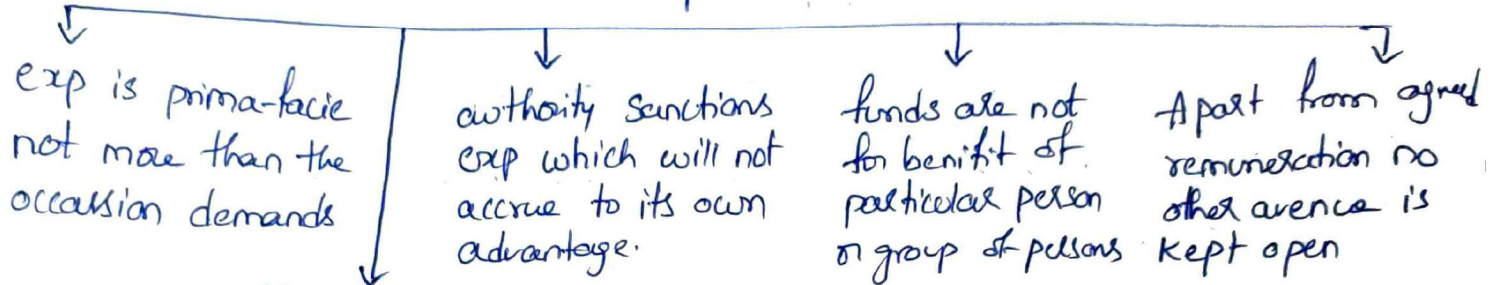 exp is prima-facie
not more than the
occassion demands
authority sanctions
exp which will not
accrue to its own
advantage.
funds are not
for benifit of
particular person
or group of persons
Apart from agreed
remuneration no
other avenue is
kept open